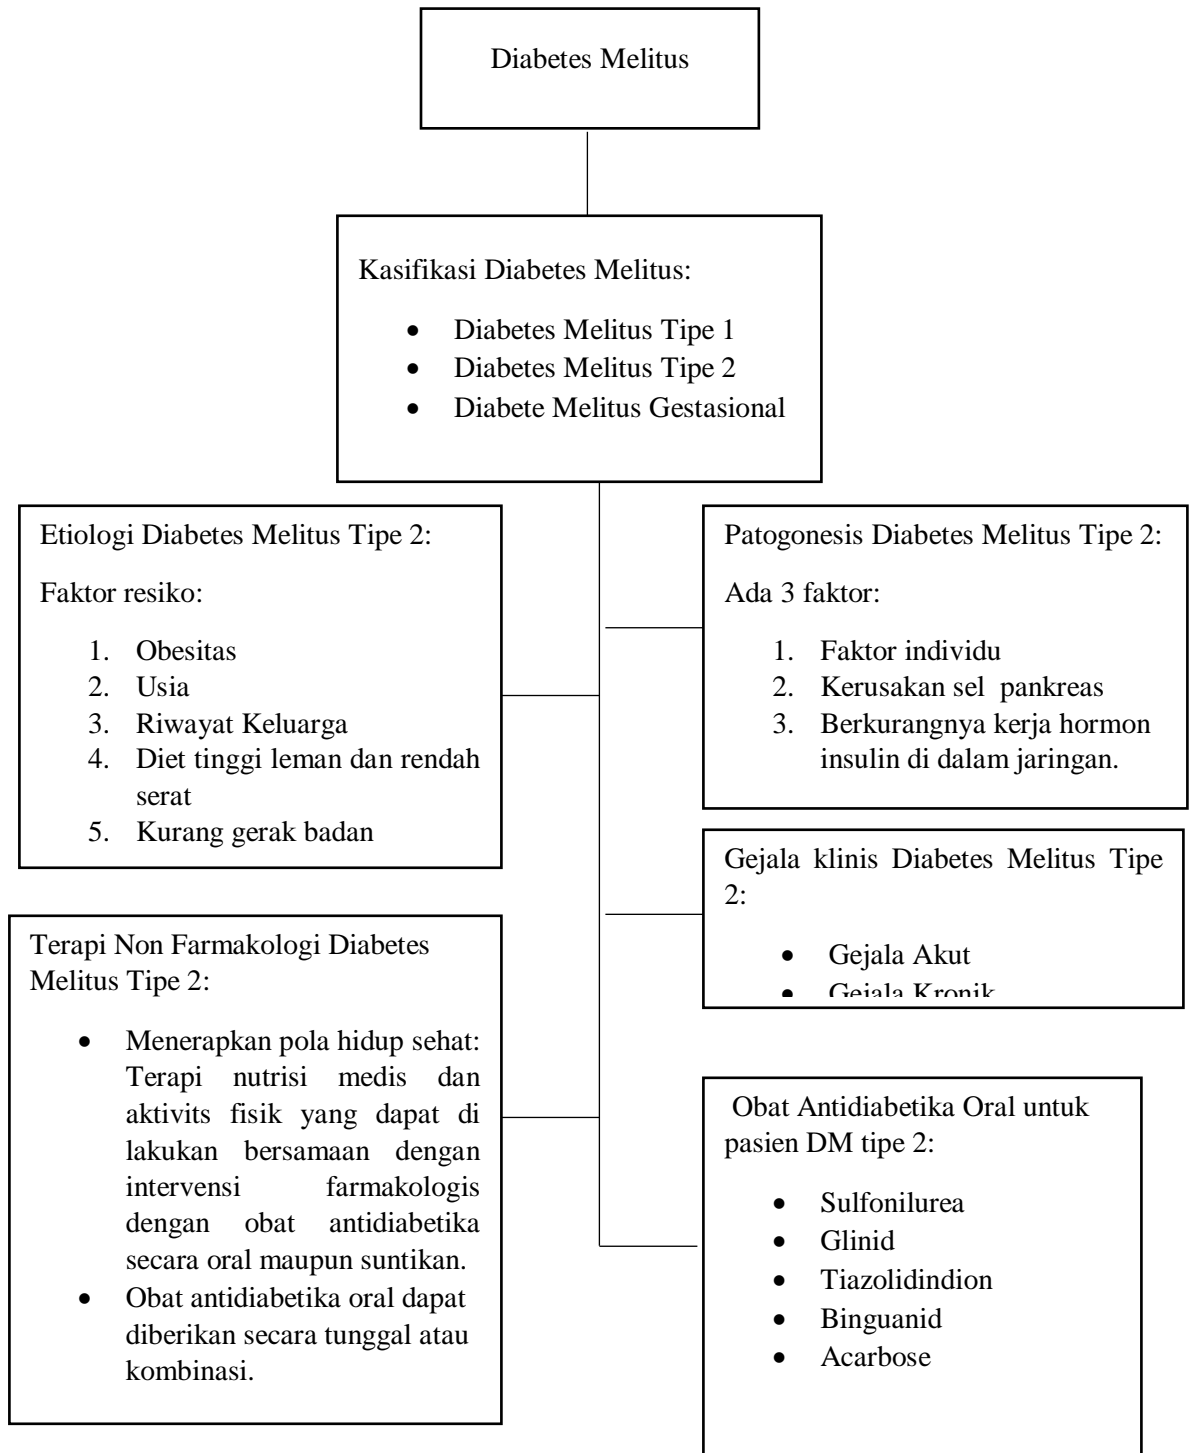 Diabetes Melitus
Kasifikasi Diabetes Melitus:
• Diabetes Melitus Tipe 1
• Diabetes Melitus Tipe 2
• Diabete Melitus Gestasional
Etiologi Diabetes Melitus Tipe 2:
Faktor resiko:
1. Obesitas
2. Usia
3. Riwayat Keluarga
4. Diet tinggi leman dan rendah
serat
5. Kurang gerak badan
Patogonesis Diabetes Melitus Tipe 2:
Ada 3 faktor:
1. Faktor individu
2. Kerusakan sel pankreas
3. Berkurangnya kerja hormon
insulin di dalam jaringan.
Gejala klinis Diabetes Melitus Tipe
2:
• Gejala Akut
• Gejala Kronik
Terapi Non Farmakologi Diabetes
Melitus Tipe 2:
• Menerapkan pola hidup sehat:
Terapi nutrisi medis dan
aktivits fisik yang dapat di
lakukan bersamaan dengan
intervensi farmakologis
dengan obat antidiabetika
secara oral maupun suntikan.
• Obat antidiabetika oral dapat
diberikan secara tunggal atau
kombinasi.
Obat Antidiabetika Oral untuk
pasien DM tipe 2:
• Sulfonilurea
• Glinid
• Tiazolidindion
• Binguanid
• Acarbose